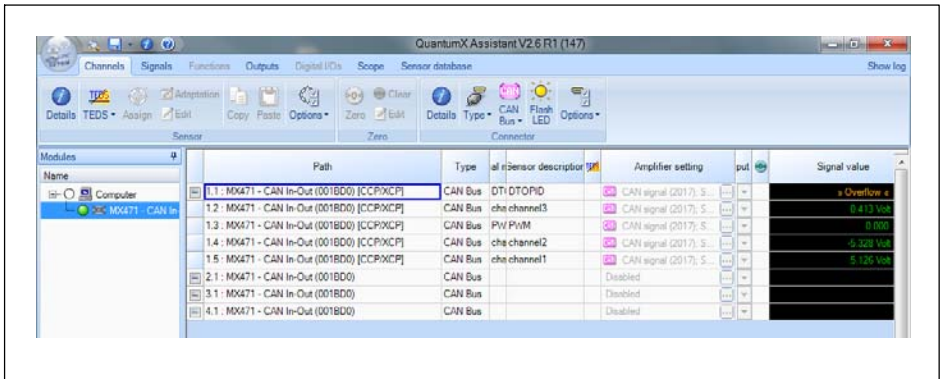 QuantumX Assistant V2.6 R1 (147)
Channels Signals Functions Outputs Digital I/Os Scope Sensor database Show log
Details TEDS Assign Adaptation Edit Copy Paste Options Zero Clear Edit Details Type CAN Bus Flash LED Options
Sensor Zero Connector
Modules
Name
Computer
MX471 - CAN In
Path Type al n Sensor description Amplifier setting put Signal value
1.1 : MX471 - CAN In-Out (001BD0) [CCP/XCP] CAN Bus DT( DTOPID CAN signal (2017); S... ... » Overflow «
1.2 : MX471 - CAN In-Out (001BD0) [CCP/XCP] CAN Bus cha channel3 CAN signal (2017); S... ... 0.413 Volt
1.3 : MX471 - CAN In-Out (001BD0) [CCP/XCP] CAN Bus PW PWM CAN signal (2017); S... ... 0.000
1.4 : MX471 - CAN In-Out (001BD0) [CCP/XCP] CAN Bus cha channel2 CAN signal (2017); S... ... -5.328 Volt
1.5 : MX471 - CAN In-Out (001BD0) [CCP/XCP] CAN Bus cha channel1 CAN signal (2017); S... ... 5.126 Volt
2.1 : MX471 - CAN In-Out (001BD0) CAN Bus Disabled ...
3.1 : MX471 - CAN In-Out (001BD0) CAN Bus Disabled ...
4.1 : MX471 - CAN In-Out (001BD0) CAN Bus Disabled ...